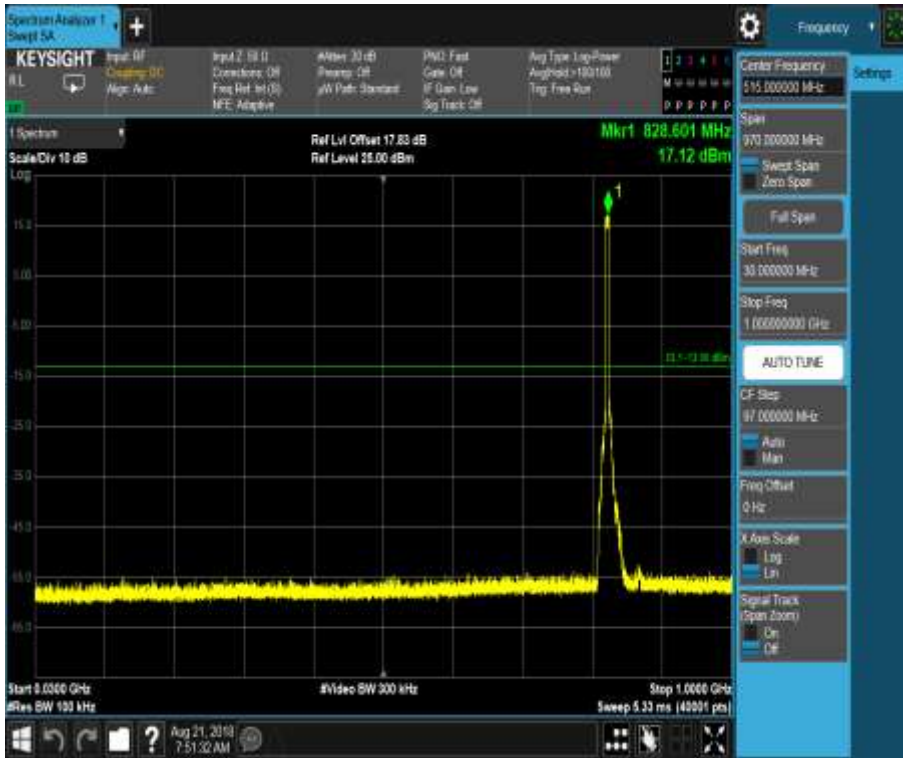 Spectrum Analyzer 1
Swept SA
+
Frequency
KEYSIGHT
R L
Input: RF
Coupling: DC
Align: Auto
Input Z: 50 Ω
Corrections: Off
Freq Ref: Int (S)
NFE: Adaptive
#Atten: 30 dB
Preamp: Off
µW Path: Standard
PNO: Fast
Gate: Off
IF Gain: Low
Sig Track: Off
Avg Type: Log-Power
Avg|Hold:>100/100
Trig: Free Run
1 2 3 4 5 6
M W W W W W
P P P P P P
Center Frequency
515.000000 MHz
Settings
Span
970.000000 MHz
Swept Span
Zero Span
Full Span
Start Freq
30.000000 MHz
Stop Freq
1.000000000 GHz
AUTO TUNE
CF Step
97.000000 MHz
Auto
Man
Freq Offset
0 Hz
X Axis Scale
Log
Lin
Signal Track
(Span Zoom)
On
Off
1 Spectrum
Scale/Div 10 dB
Log
Ref Lvl Offset 17.83 dB
Ref Level 25.00 dBm
Mkr1 828.601 MHz
17.12 dBm
1
15.0
5.00
-5.00
-15.0
-25.0
-35.0
-45.0
-55.0
-65.0
Start 0.0300 GHz
#Res BW 100 kHz
#Video BW 300 kHz
Stop 1.0000 GHz
Sweep 5.33 ms (40001 pts)
?
Aug 21, 2018
7:51:32 AM